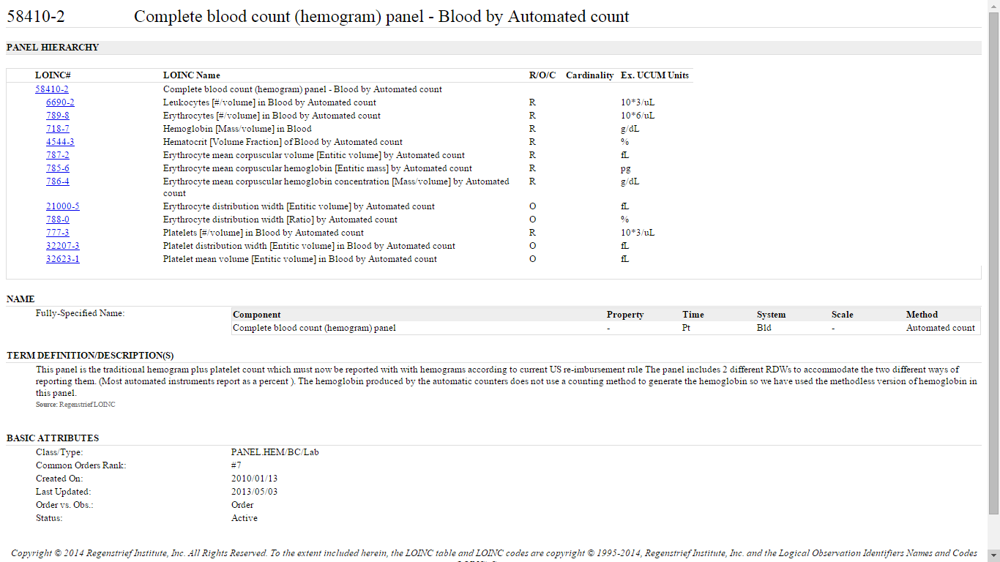 58410-2 Complete blood count (hemogram) panel - Blood by Automated count
PANEL HIERARCHY
LOINC# LOINC Name R/O/C Cardinality Ex. UCUM Units
58410-2 Complete blood count (hemogram) panel - Blood by Automated count
6690-2 Leukocytes [#/volume] in Blood by Automated count R 10*3/uL
789-8 Erythrocytes [#/volume] in Blood by Automated count R 10*6/uL
718-7 Hemoglobin [Mass/volume] in Blood R g/dL
4544-3 Hematocrit [Volume Fraction] of Blood by Automated count R %
787-2 Erythrocyte mean corpuscular volume [Entitic volume] by Automated count R fL
785-6 Erythrocyte mean corpuscular hemoglobin [Entitic mass] by Automated count R pg
786-4 Erythrocyte mean corpuscular hemoglobin concentration [Mass/volume] by Automated R g/dL
count
21000-5 Erythrocyte distribution width [Entitic volume] by Automated count O fL
788-0 Erythrocyte distribution width [Ratio] by Automated count O %
777-3 Platelets [#/volume] in Blood by Automated count R 10*3/uL
32207-3 Platelet distribution width [Entitic volume] in Blood by Automated count O fL
32623-1 Platelet mean volume [Entitic volume] in Blood by Automated count O fL
NAME
Fully-Specified Name: Component Property Time System Scale Method
Complete blood count (hemogram) panel - Pt Bld - Automated count
TERM DEFINITION/DESCRIPTION(S)
This panel is the traditional hemogram plus platelet count which must now be reported with with hemograms according to current US re-imbursement rule The panel includes 2 different RDWs to accommodate the two different ways of
reporting them. (Most automated instruments report as a percent ). The hemoglobin produced by the automatic counters does not use a counting method to generate the hemoglobin so we have used the methodless version of hemoglobin in
this panel.
Source: Regenstrief LOINC
BASIC ATTRIBUTES
Class/Type: PANEL.HEM/BC/Lab
Common Orders Rank: #7
Created On: 2010/01/13
Last Updated: 2013/05/03
Order vs. Obs.: Order
Status: Active
Copyright © 2014 Regenstrief Institute, Inc. All Rights Reserved. To the extent included herein, the LOINC table and LOINC codes are copyright © 1995-2014, Regenstrief Institute, Inc. and the Logical Observation Identifiers Names and Codes